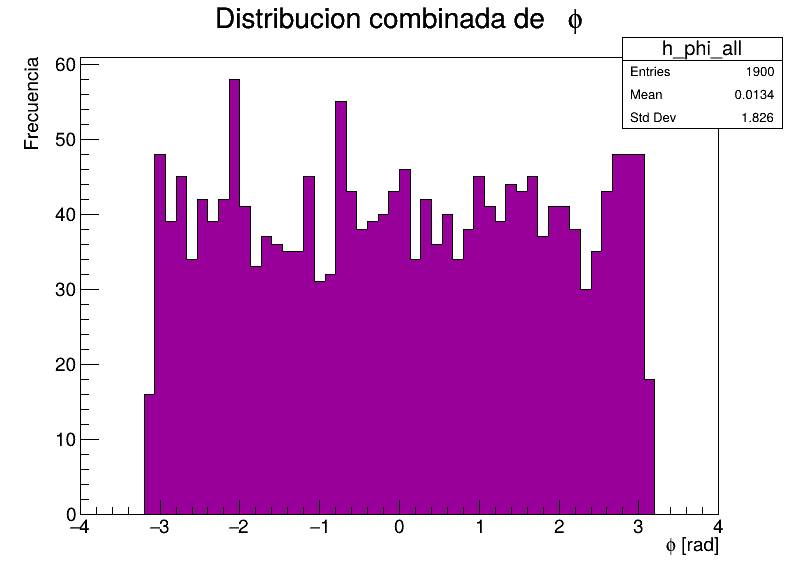 Distribucion combinada de ϕ
h_phi_all
Entries 1900
Mean 0.0134
Std Dev 1.826
Frecuencia
60
50
40
30
20
10
0
−4 −3 −2 −1 0 1 2 3 4
ϕ [rad]